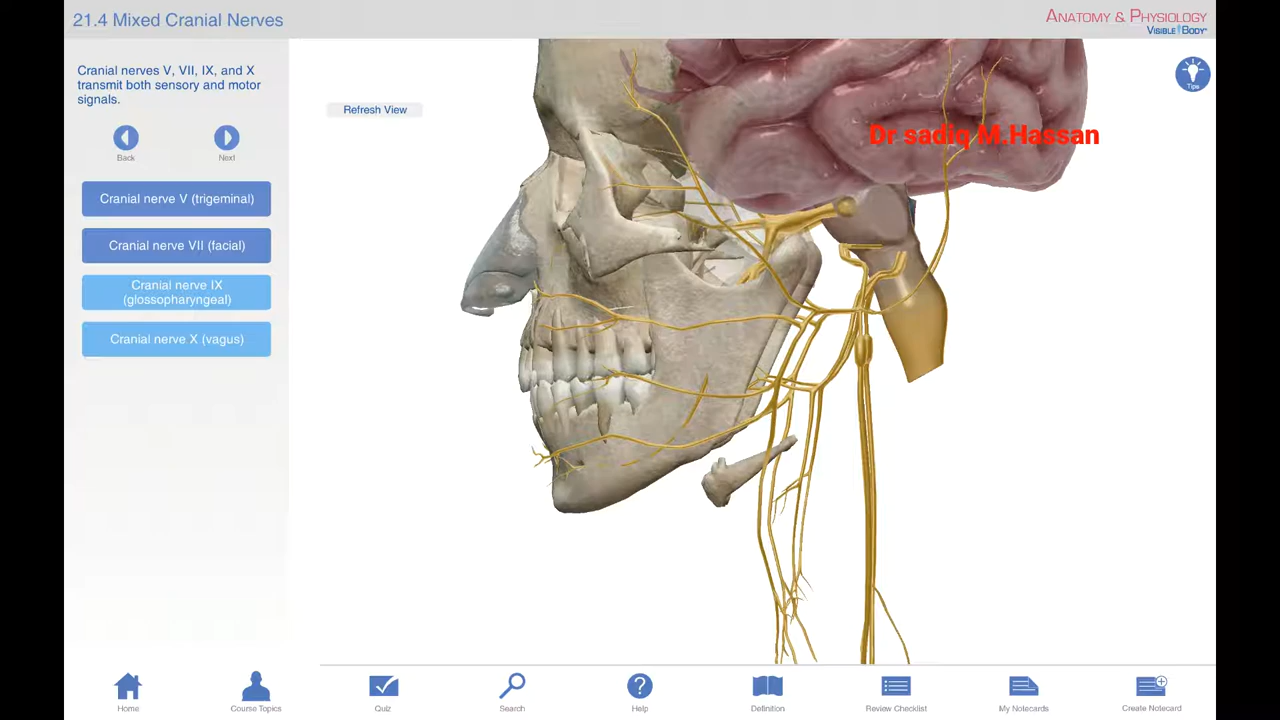 21.4 Mixed Cranial Nerves
ANATOMY & PHYSIOLOGY
VISIBLE BODY®
Cranial nerves V, VII, IX, and X
transmit both sensory and motor
signals.
Back
Next
Refresh View
Tips
Dr sadiq M.Hassan
Cranial nerve V (trigeminal)
Cranial nerve VII (facial)
Cranial nerve IX
(glossopharyngeal)
Cranial nerve X (vagus)
Home
Course Topics
Quiz
Search
Help
Definition
Review Checklist
My Notecards
Create Notecard